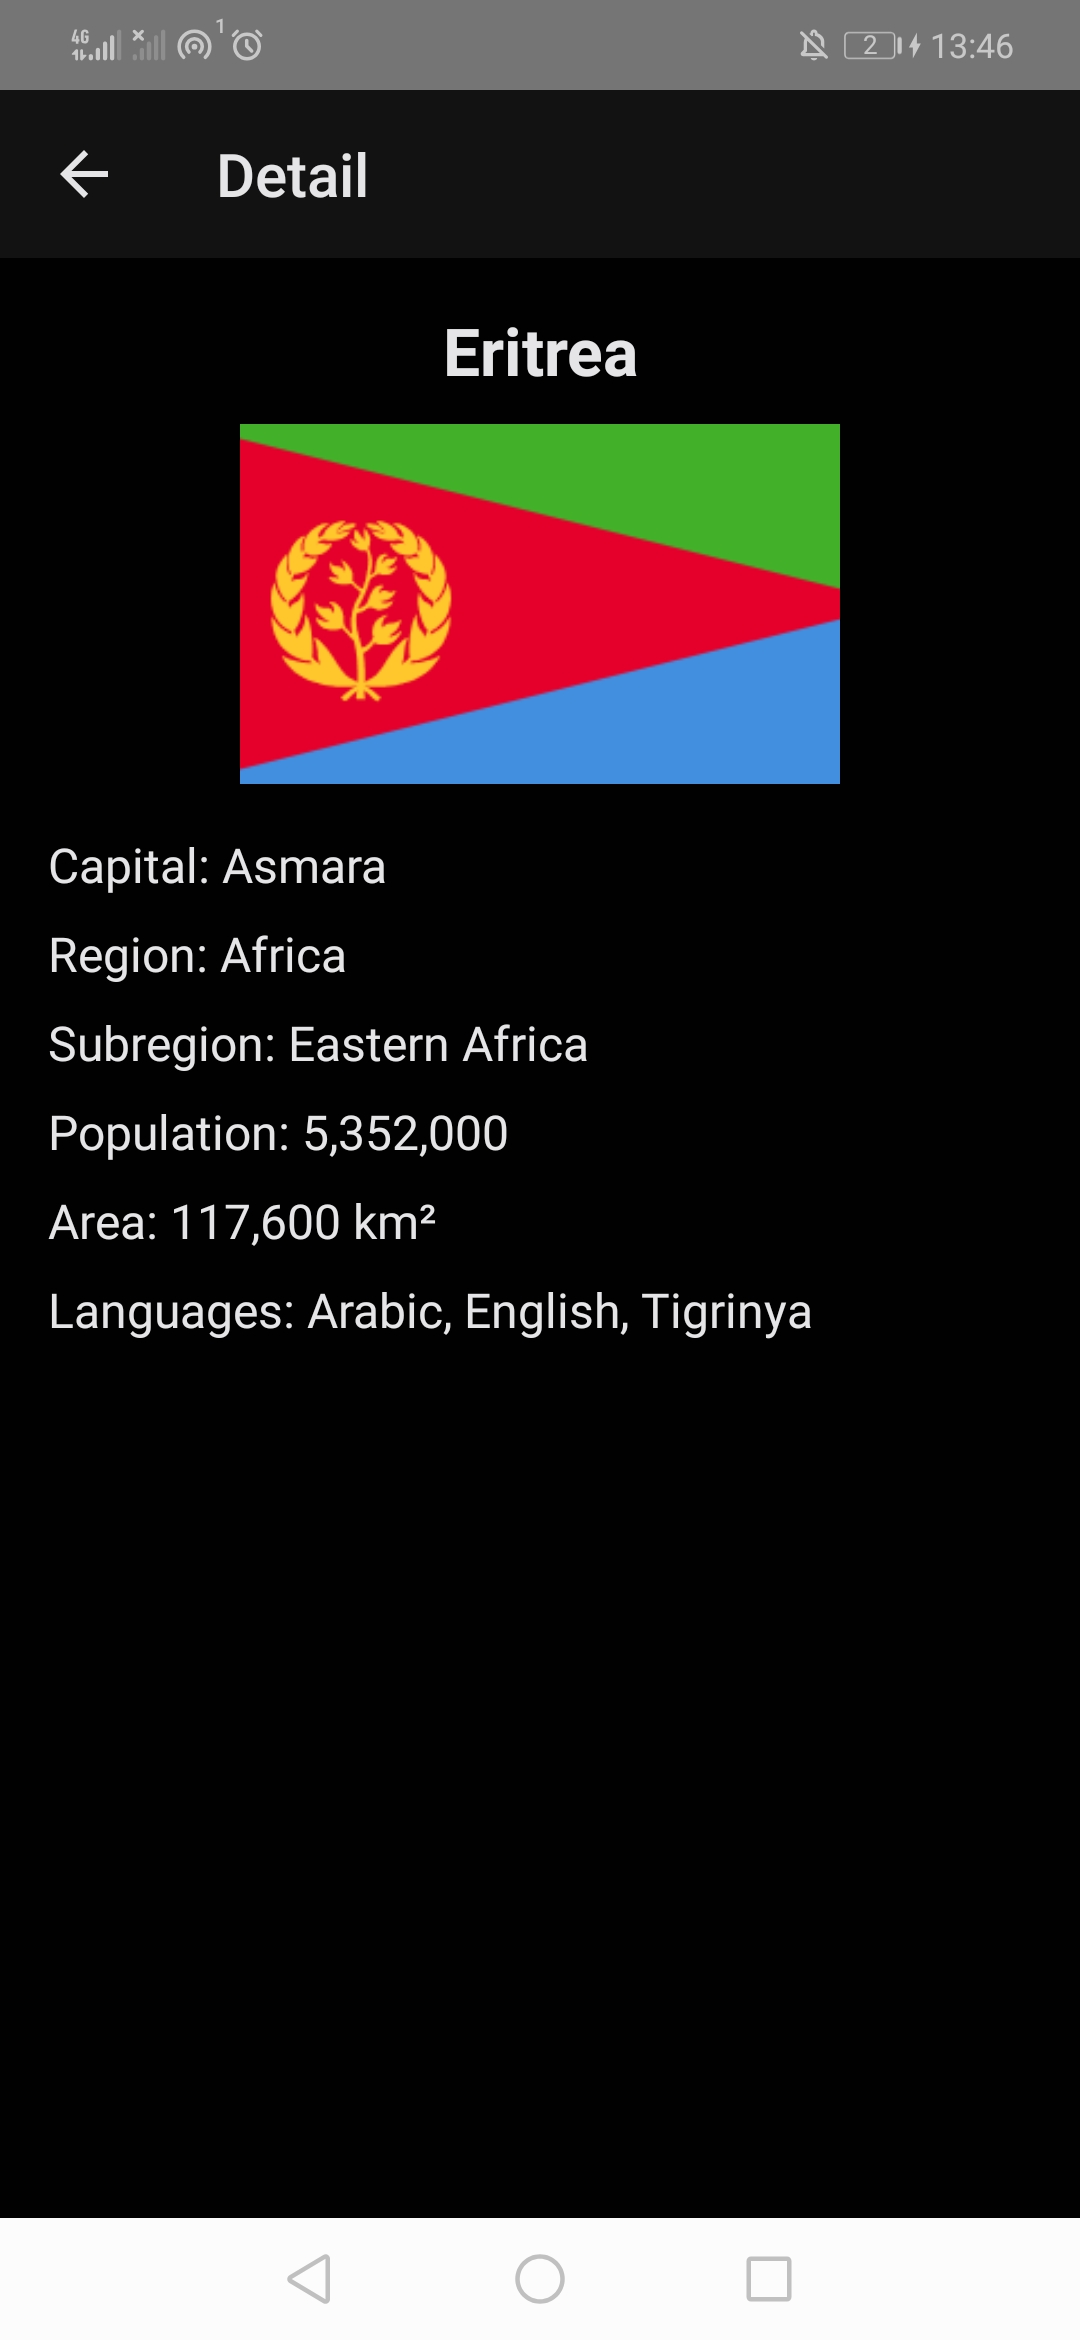 4G 1 2 13:46
Detail
Eritrea
Capital: Asmara
Region: Africa
Subregion: Eastern Africa
Population: 5,352,000
Area: 117,600 km²
Languages: Arabic, English, Tigrinya